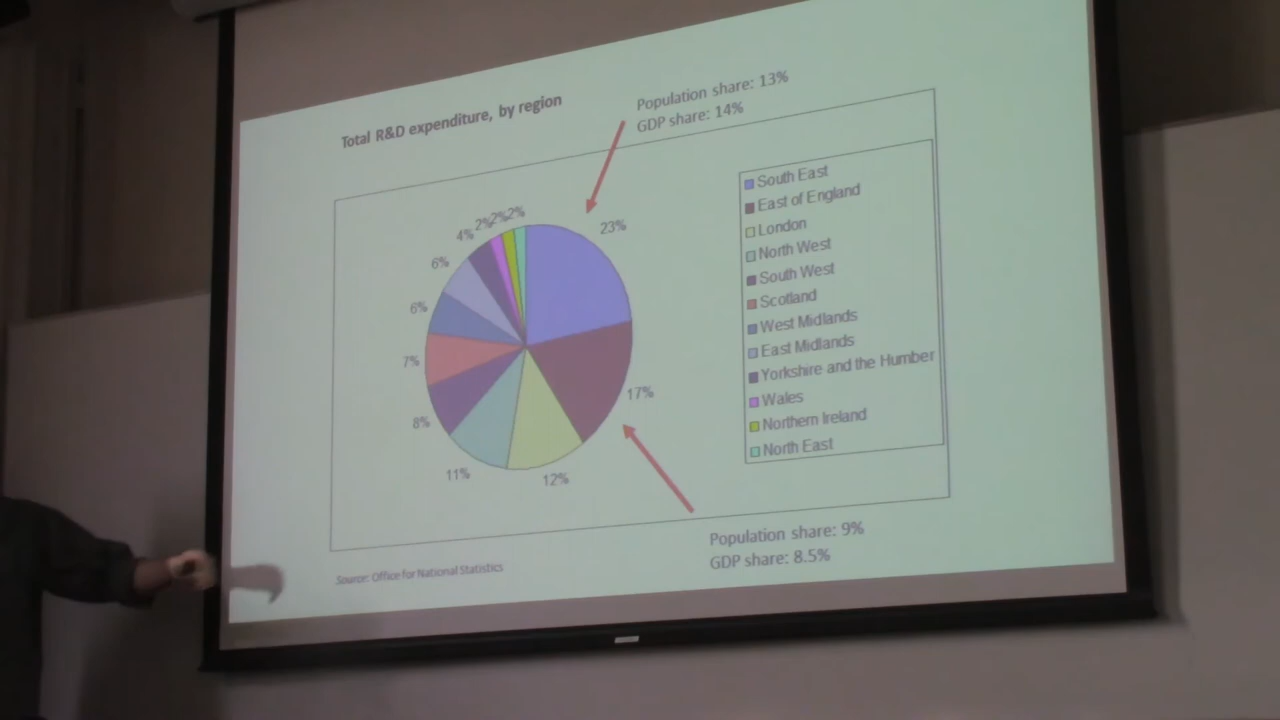 Total R&D expenditure, by region
Population share: 13%
GDP share: 14%
23%
17%
12%
11%
8%
7%
6%
6%
4%
2%
2%
2%
South East
East of England
London
North West
South West
Scotland
West Midlands
East Midlands
Yorkshire and the Humber
Wales
Northern Ireland
North East
Population share: 9%
GDP share: 8.5%
Source: Office for National Statistics